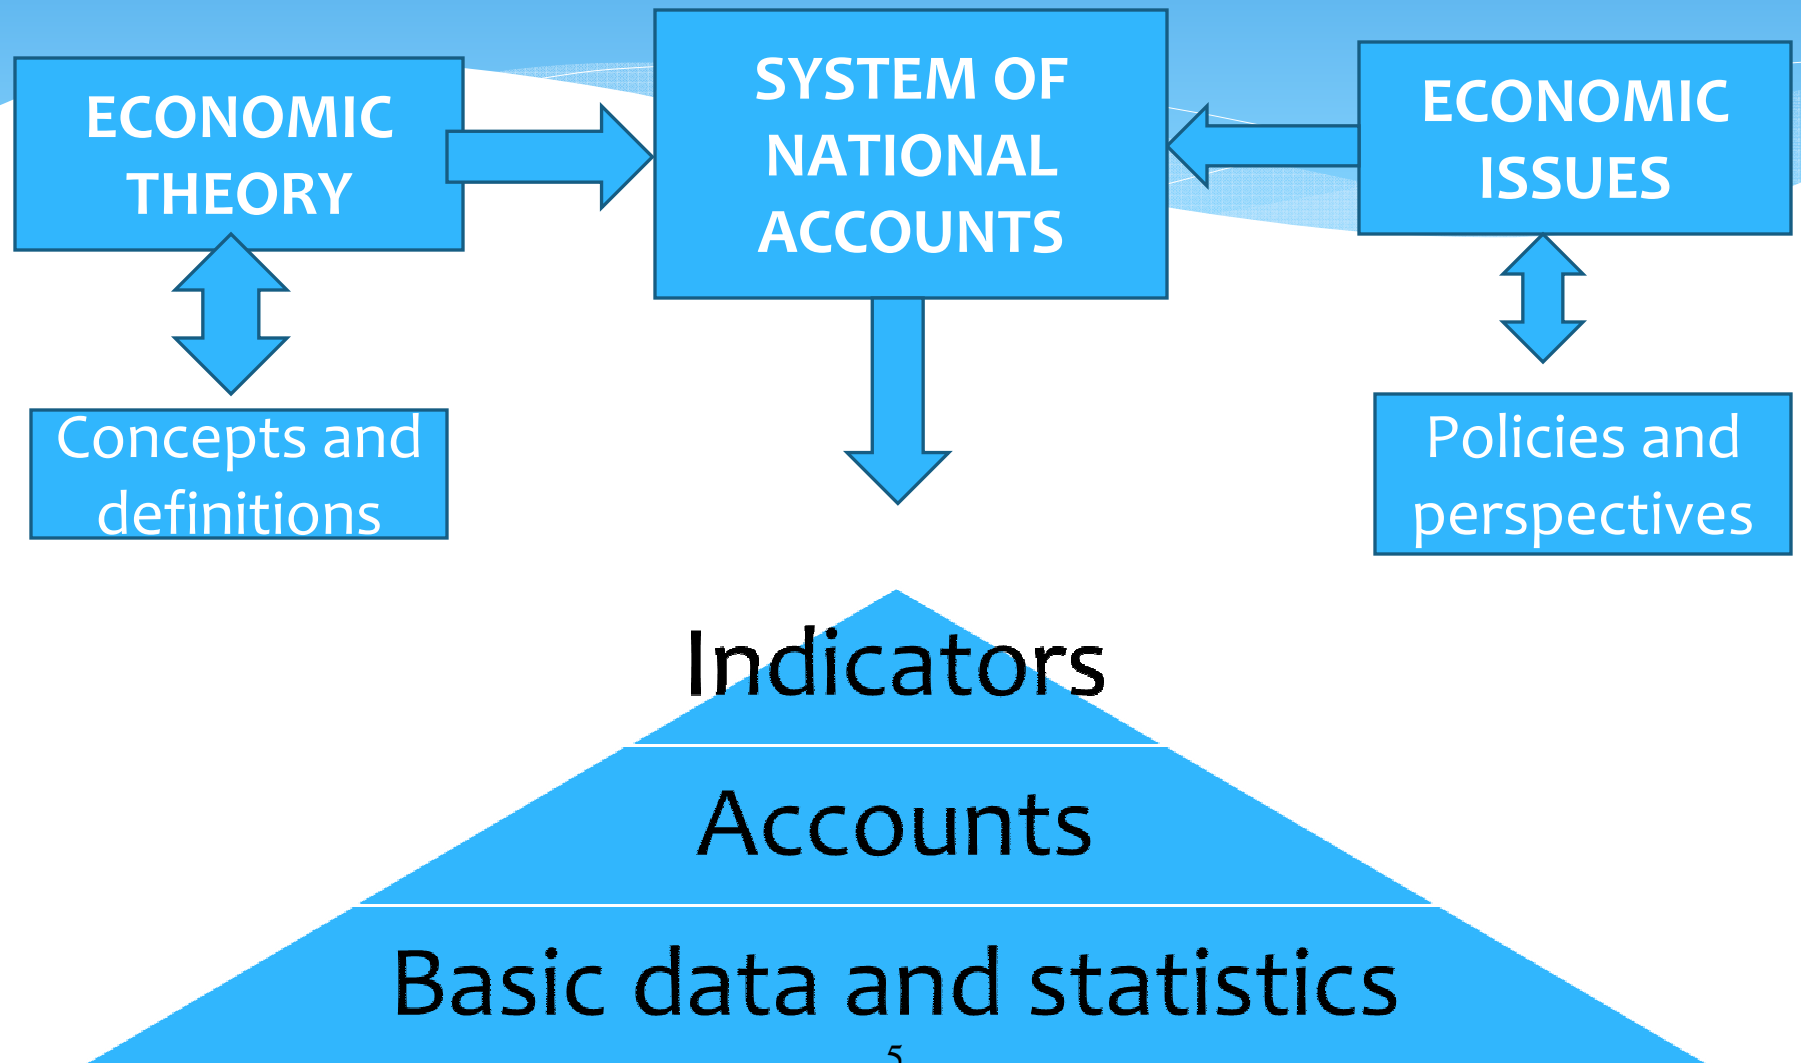 ECONOMIC
THEORY
SYSTEM OF
NATIONAL
ACCOUNTS
ECONOMIC
ISSUES
Concepts and
definitions
Policies and
perspectives
Indicators
Accounts
Basic data and statistics
5